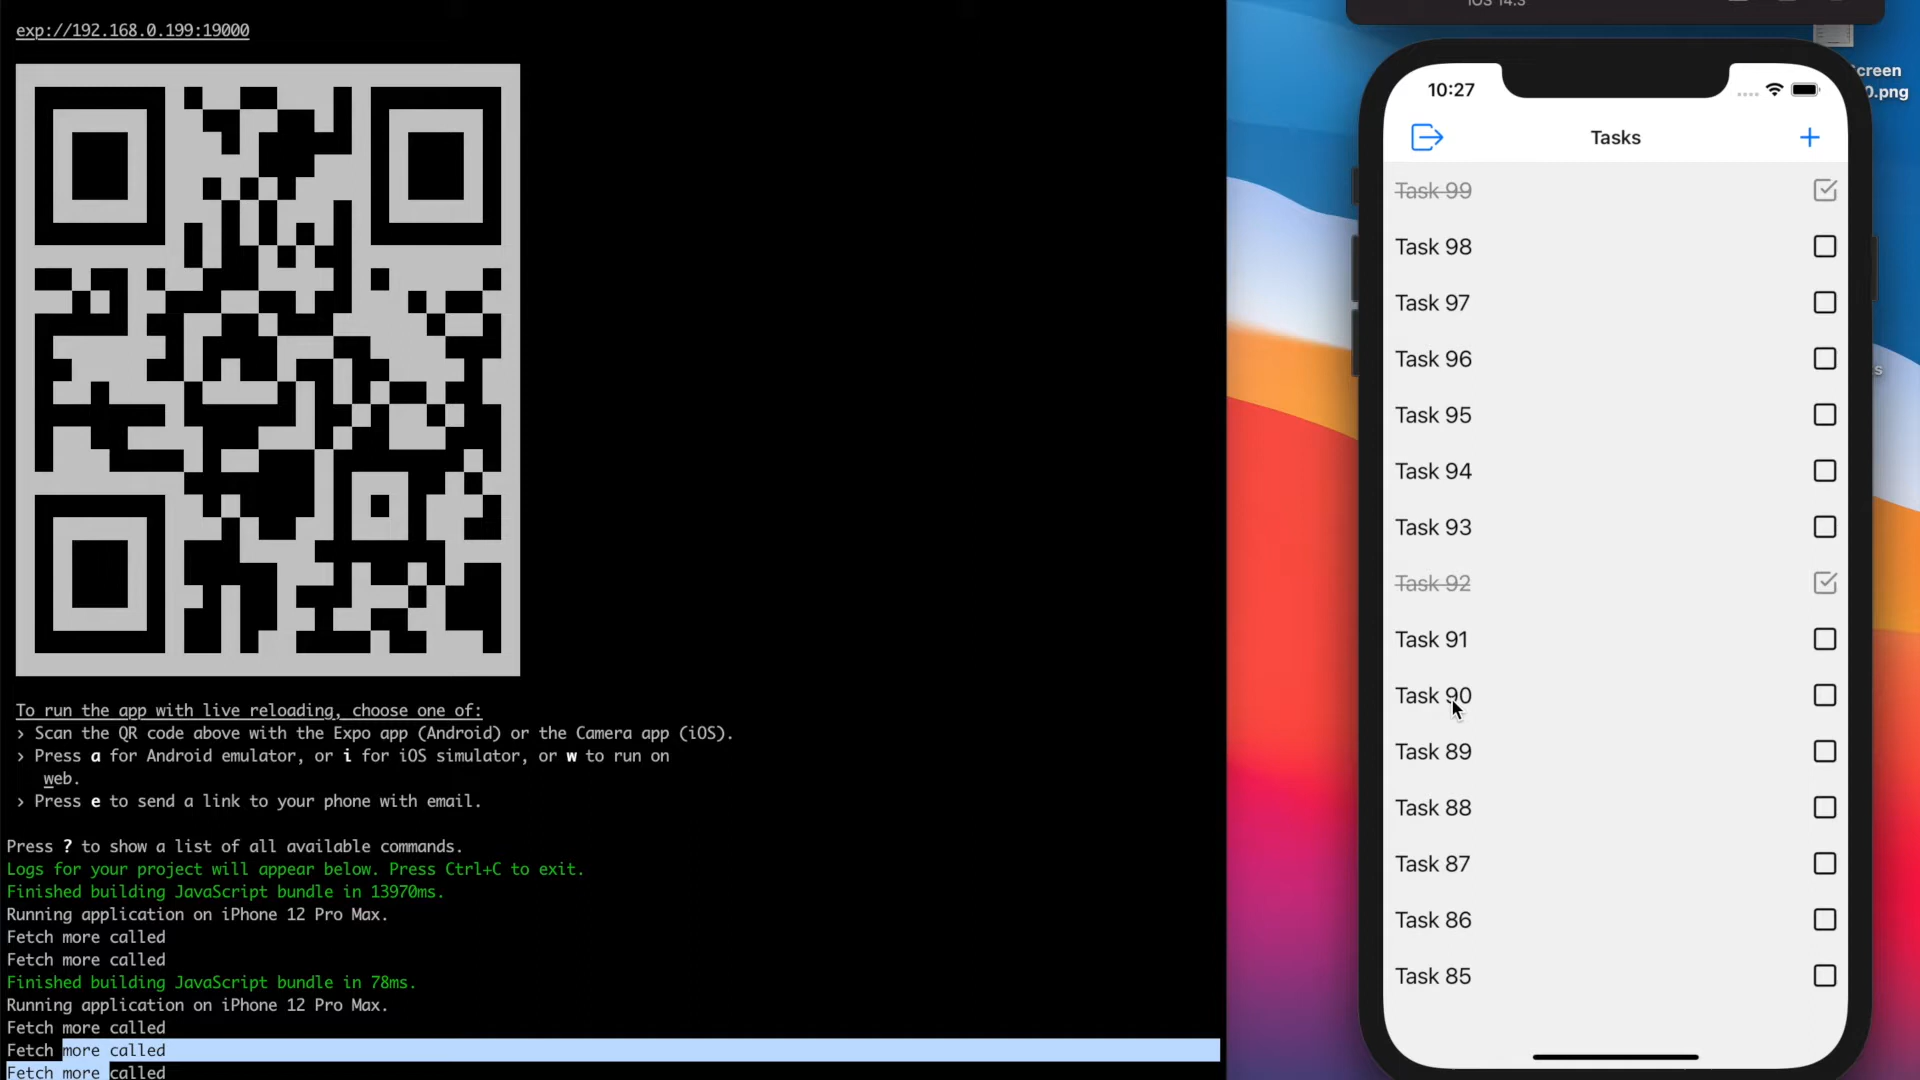 exp://192.168.0.199:19000
To run the app with live reloading, choose one of:
› Scan the QR code above with the Expo app (Android) or the Camera app (iOS).
› Press a for Android emulator, or i for iOS simulator, or w to run on
web.
› Press e to send a link to your phone with email.
Press ? to show a list of all available commands.
Logs for your project will appear below. Press Ctrl+C to exit.
Finished building JavaScript bundle in 13970ms.
Running application on iPhone 12 Pro Max.
Fetch more called
Fetch more called
Finished building JavaScript bundle in 78ms.
Running application on iPhone 12 Pro Max.
Fetch more called
Fetch more called
Fetch more called
iOS 14.3
10:27
Tasks
Task 99
Task 98
Task 97
Task 96
Task 95
Task 94
Task 93
Task 92
Task 91
Task 90
Task 89
Task 88
Task 87
Task 86
Task 85
creen
0.png
s